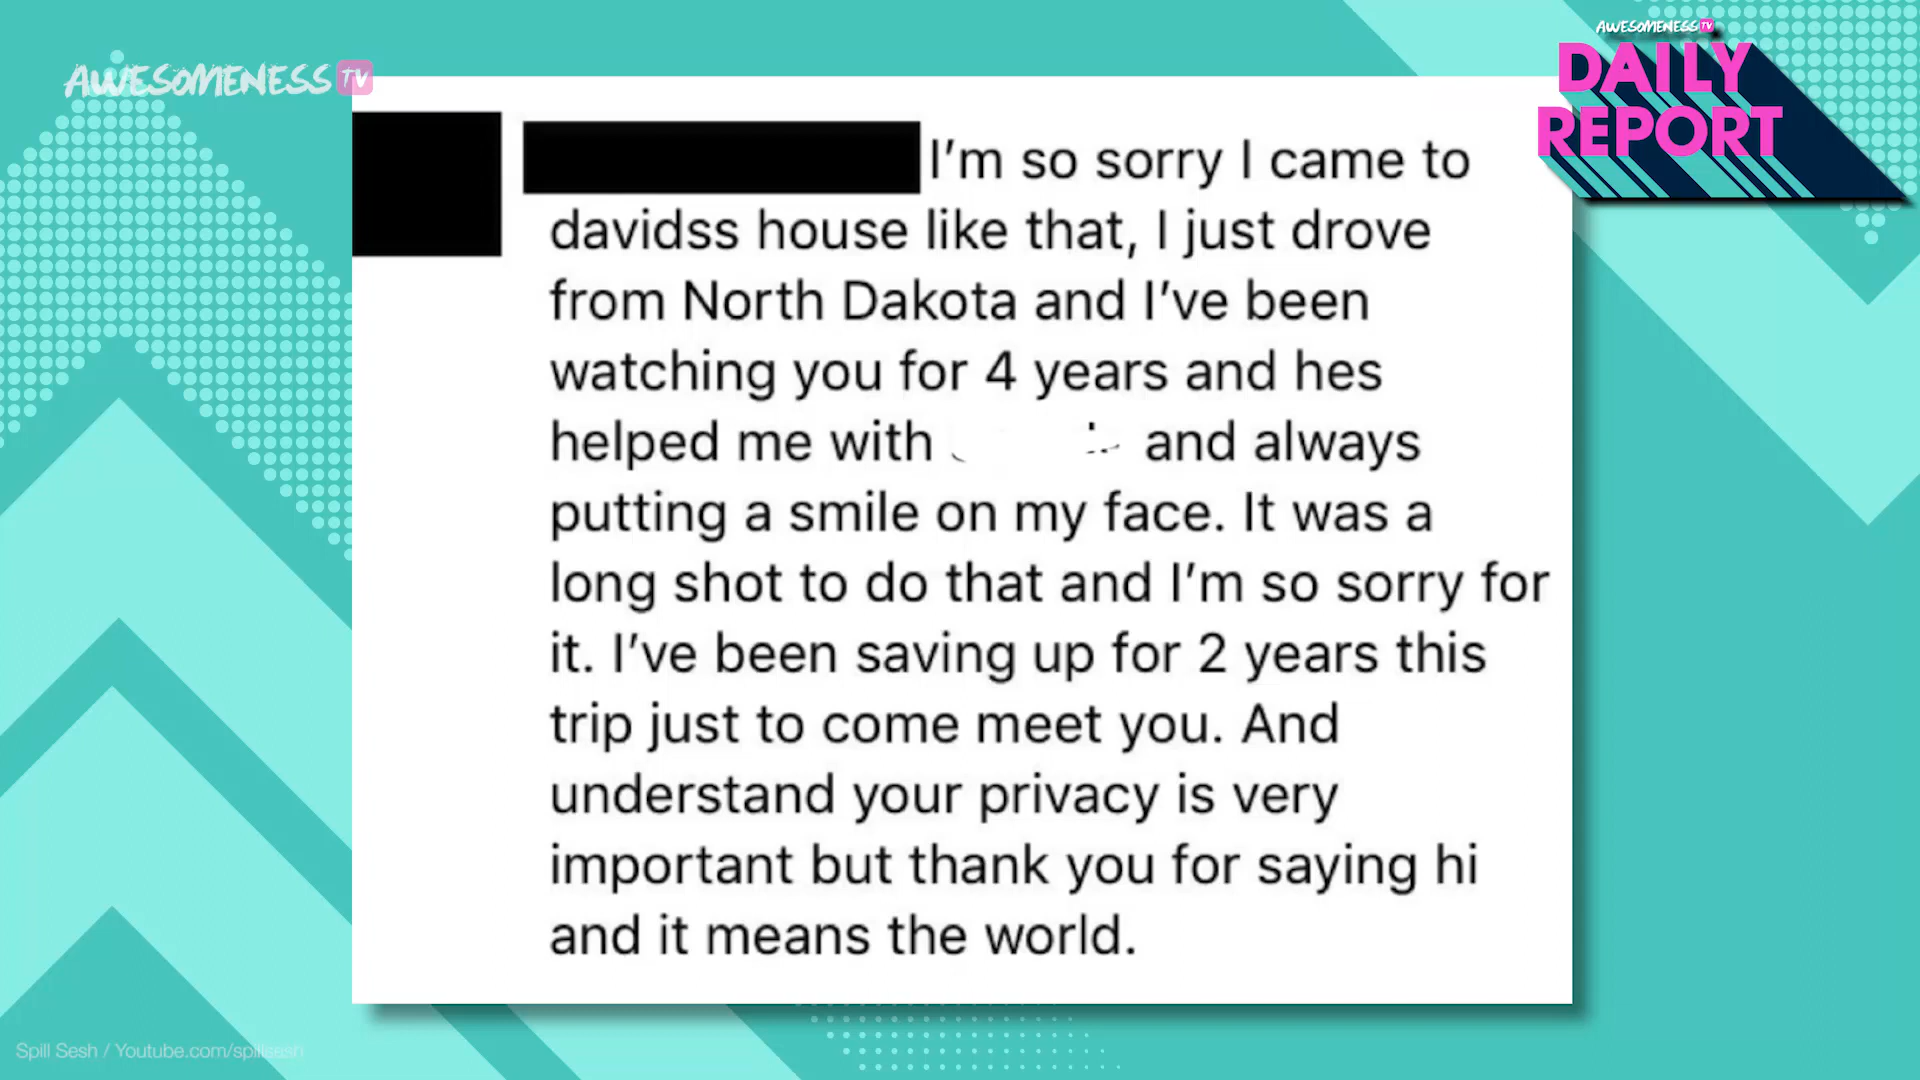 AWESOMENESS TV
AWESOMENESS TV
DAILY
REPORT
I'm so sorry I came to
davidss house like that, I just drove
from North Dakota and I've been
watching you for 4 years and hes
helped me with and always
putting a smile on my face. It was a
long shot to do that and I'm so sorry for
it. I've been saving up for 2 years this
trip just to come meet you. And
understand your privacy is very
important but thank you for saying hi
and it means the world.
Spill Sesh / Youtube.com/spillsesh